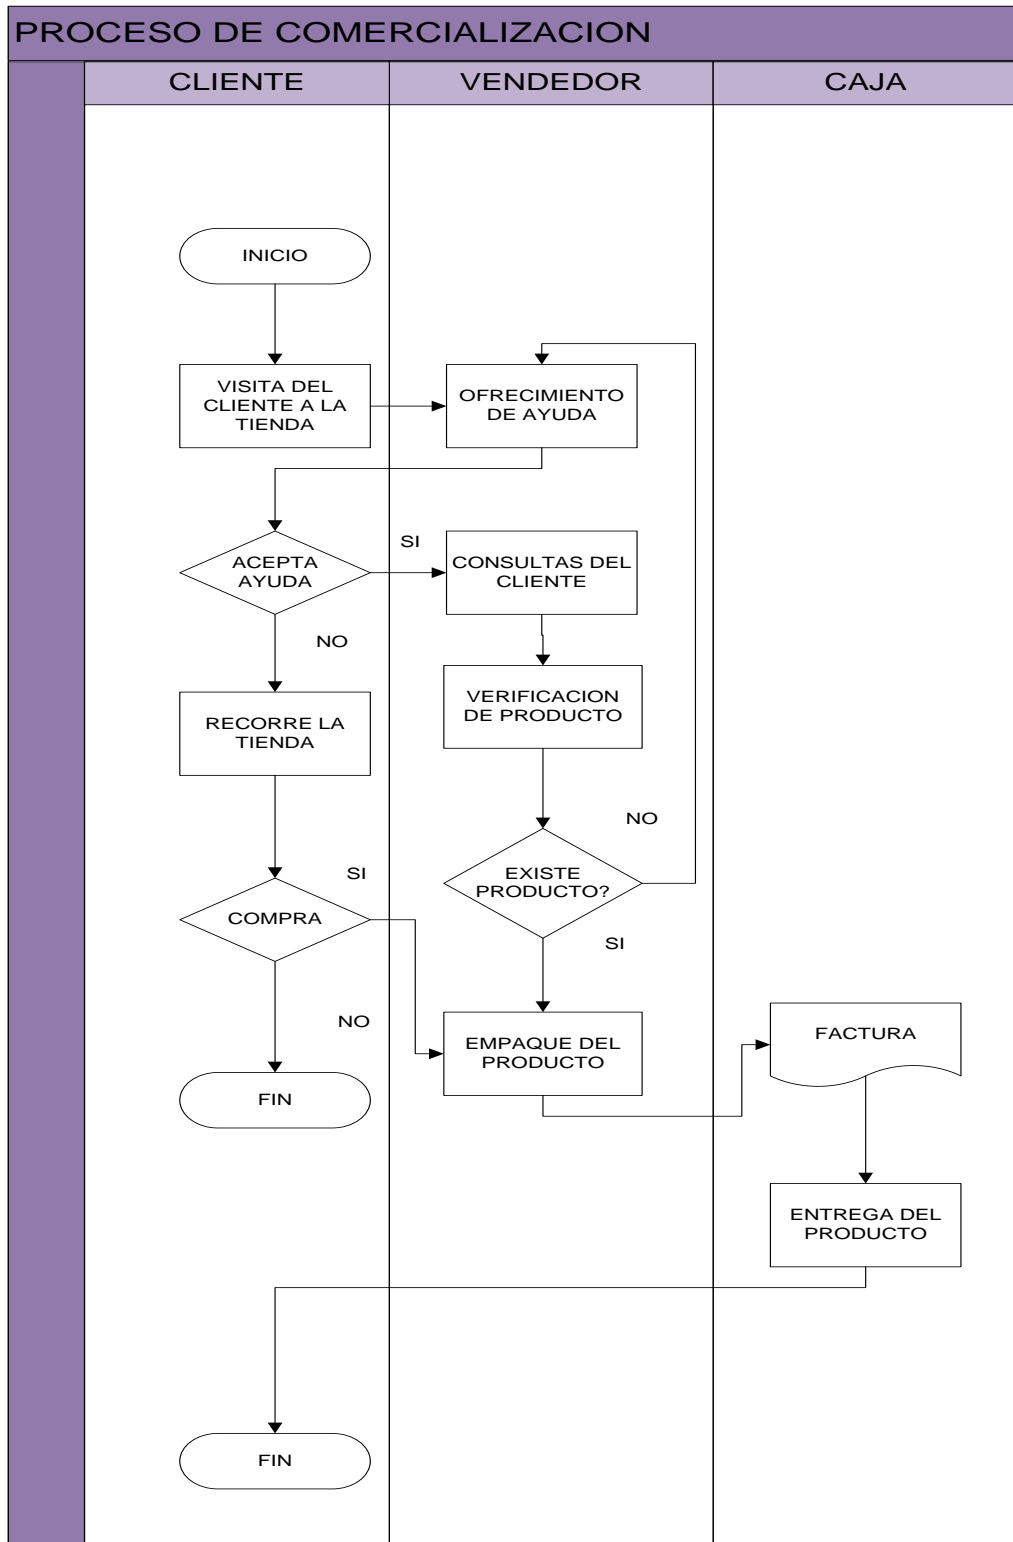 PROCESO DE COMERCIALIZACION
CLIENTE
VENDEDOR
CAJA
INICIO
VISITA DEL
CLIENTE A LA
TIENDA
OFRECIMIENTO
DE AYUDA
ACEPTA
AYUDA
SI
CONSULTAS DEL
CLIENTE
NO
VERIFICACION
DE PRODUCTO
RECORRE LA
TIENDA
NO
EXISTE
PRODUCTO?
SI
COMPRA
SI
NO
EMPAQUE DEL
PRODUCTO
FACTURA
FIN
ENTREGA DEL
PRODUCTO
FIN